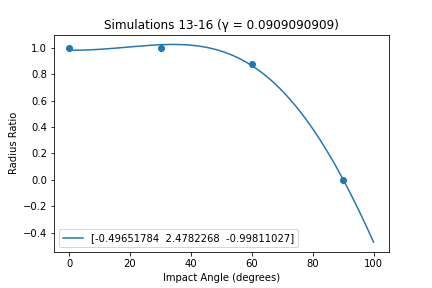 Simulations 13-16 (γ = 0.0909090909)
Radius Ratio
1.0
0.8
0.6
0.4
0.2
0.0
−0.2
−0.4
[-0.49651784 2.4782268 -0.99811027]
0 20 40 60 80 100
Impact Angle (degrees)